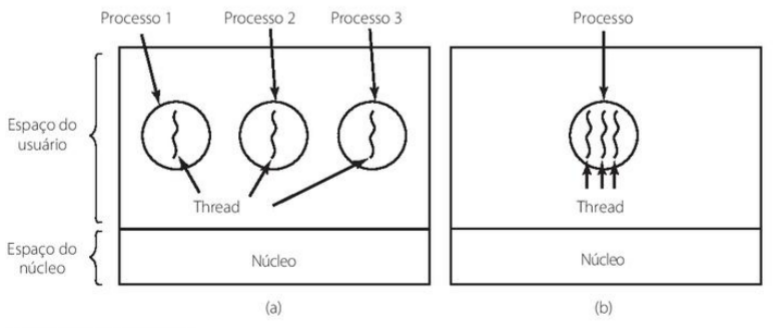 Processo 1 Processo 2 Processo 3 Processo
Espaço do
usuário
Thread Thread
Espaço do
núcleo
Núcleo Núcleo
(a) (b)